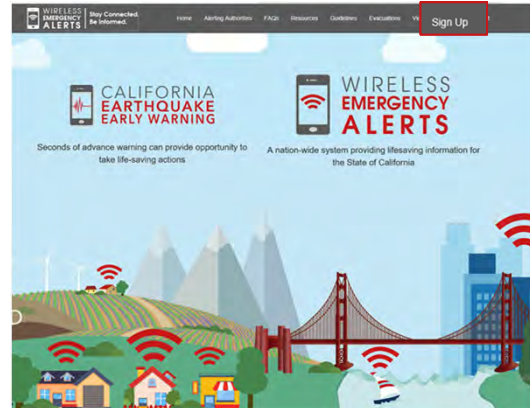 WIRELESS
EMERGENCY
ALERTS
Stay Connected.
Be Informed.
Home Alerting Authorities FAQs Resources Guidelines Evacuations
Sign Up
CALIFORNIA
EARTHQUAKE
EARLY WARNING
Seconds of advance warning can provide opportunity to
take life-saving actions
WIRELESS
EMERGENCY
ALERTS
A nation-wide system providing lifesaving information for
the State of California